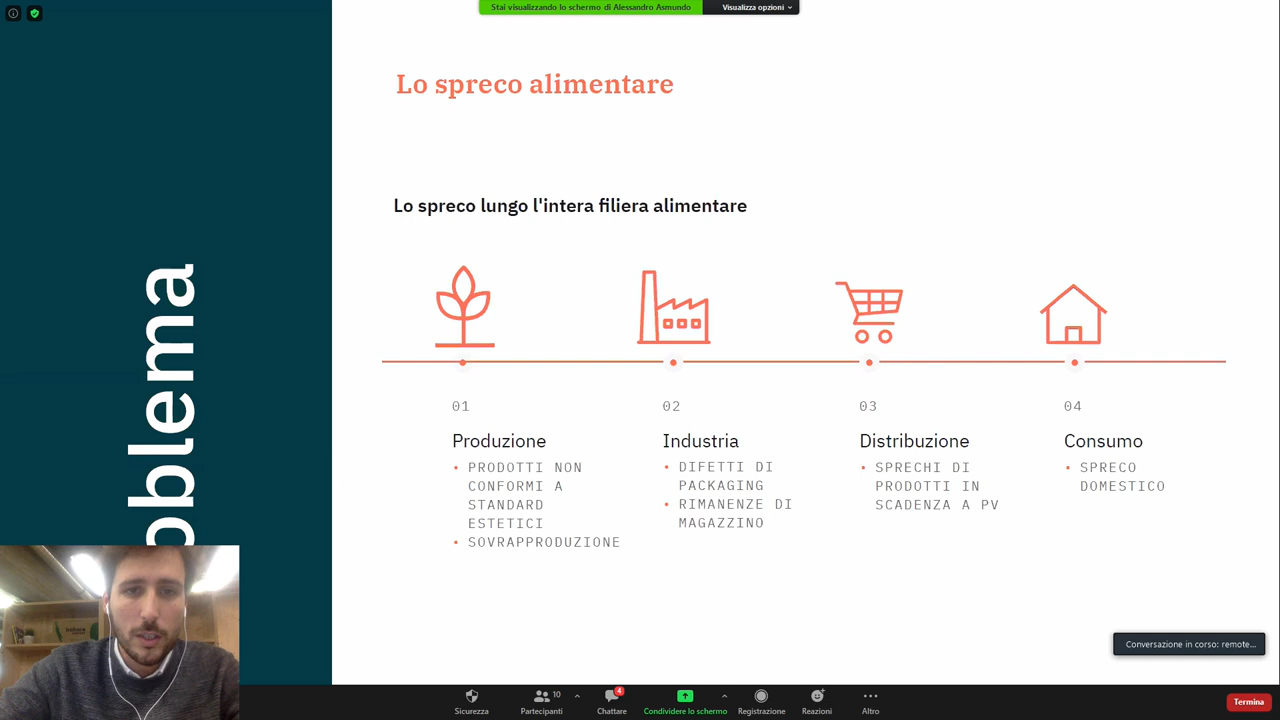 Stai visualizzando lo schermo di Alessandro Asmundo
Visualizza opzioni
Lo spreco alimentare
Lo spreco lungo l'intera filiera alimentare
oblema
01
Produzione
• PRODOTTI NON
CONFORMI A
STANDARD
ESTETICI
• SOVRAPPRODUZIONE
02
Industria
• DIFETTI DI
PACKAGING
• RIMANENZE DI
MAGAZZINO
03
Distribuzione
• SPRECHI DI
PRODOTTI IN
SCADENZA A PV
04
Consumo
• SPRECO
DOMESTICO
Conversazione in corso: remote...
Sicurezza
10
Partecipanti
4
Chattare
Condividere lo schermo
Registrazione
Reazioni
Altro
Termina